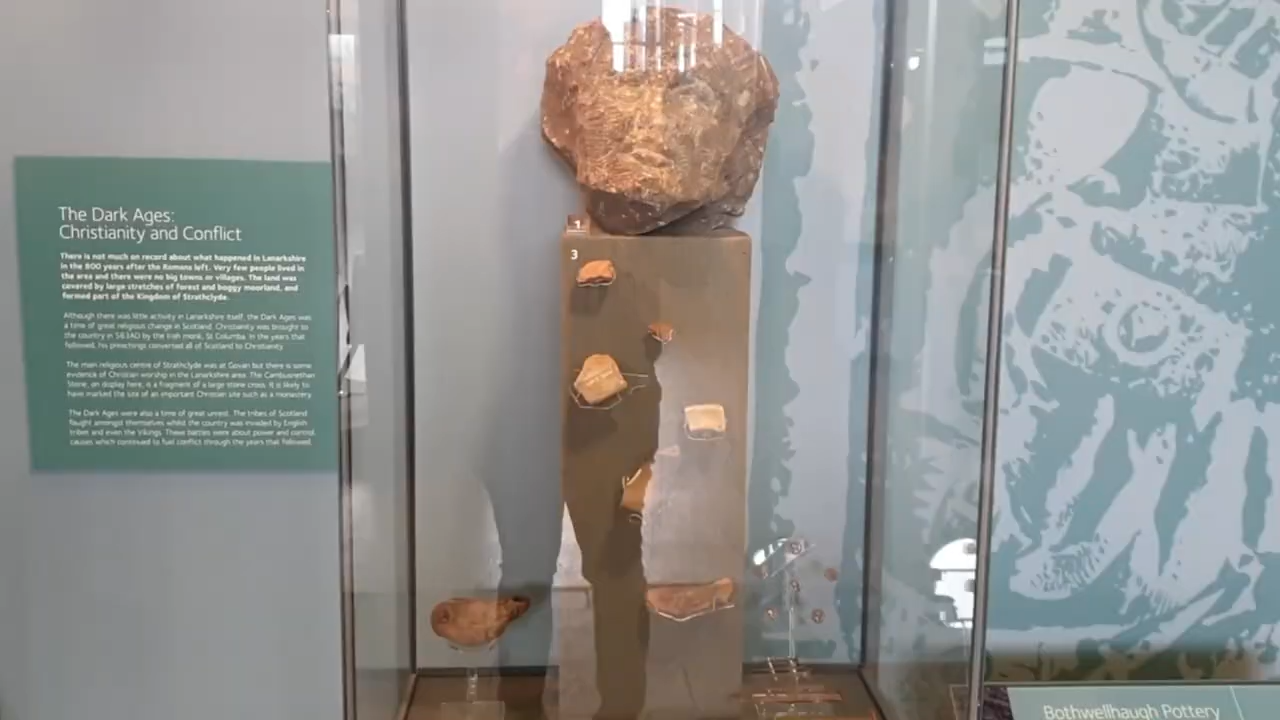 The Dark Ages:
Christianity and Conflict
There is not much on record about what happened in Lanarkshire
in the 800 years after the Romans left. Very few people lived in
the area and there were no big towns or villages. The land was
covered by large stretches of forest and boggy moorland, and
formed part of the Kingdom of Strathclyde.
Although there was little activity in Lanarkshire itself, the Dark Ages was
a time of great religious change in Scotland. Christianity was brought to
the country in 563AD by the Irish monk, St Columba. In the years that
followed, his preachings converted all of Scotland to Christianity.
The main religious centre of Strathclyde was at Govan but there is some
evidence of Christian worship in the Lanarkshire area. The Cambusnethan
Stone, on display here, is a fragment of a large stone cross. It is likely to
have marked the site of an important Christian site such as a monastery.
The Dark Ages were also a time of great unrest. The tribes of Scotland
fought amongst themselves whilst the country was invaded by English
tribes and even the Vikings. These battles were about power and control,
causes which continued to fuel conflict through the years that followed.
1
3
Bothwellhaugh Pottery